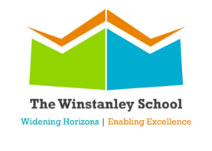 The Winstanley School
Widening Horizons | Enabling Excellence